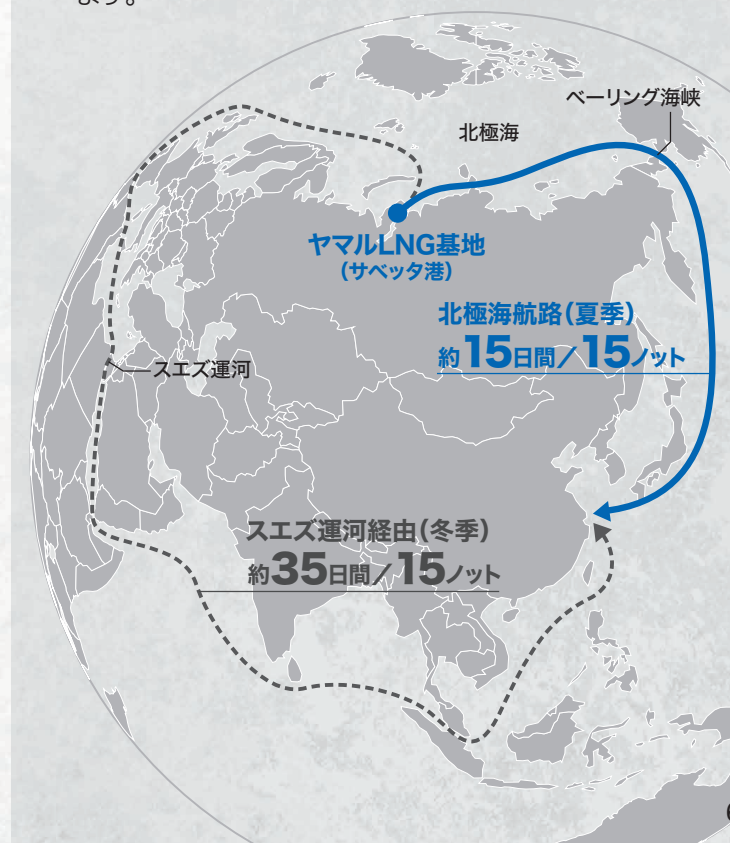 ます。
ベーリング海峡
北極海
ヤマルLNG基地
（サベッタ港）
北極海航路（夏季）
約15日間／15ノット
スエズ運河
スエズ運河経由（冬季）
約35日間／15ノット